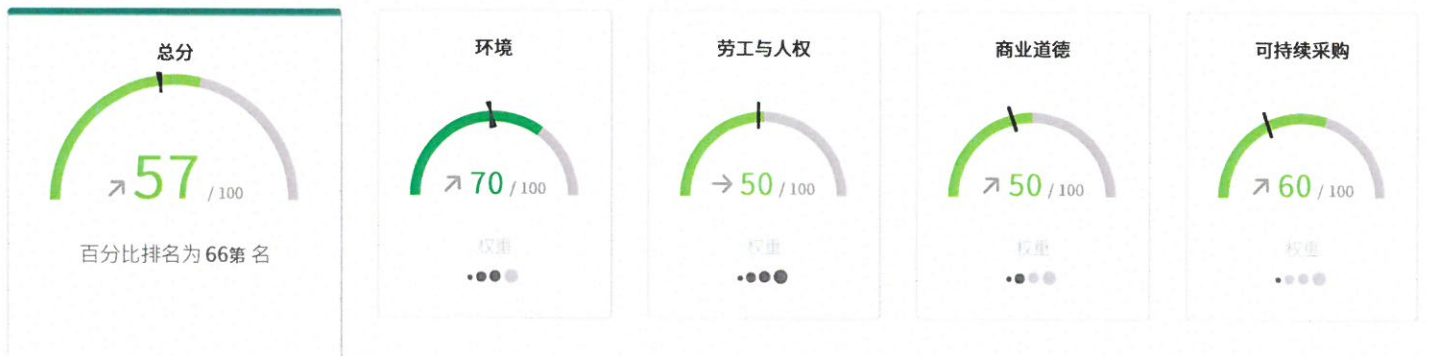 总分
57 / 100
百分比排名为 66第 名
环境
70 / 100
权重
劳工与人权
50 / 100
权重
商业道德
50 / 100
权重
可持续采购
60 / 100
权重